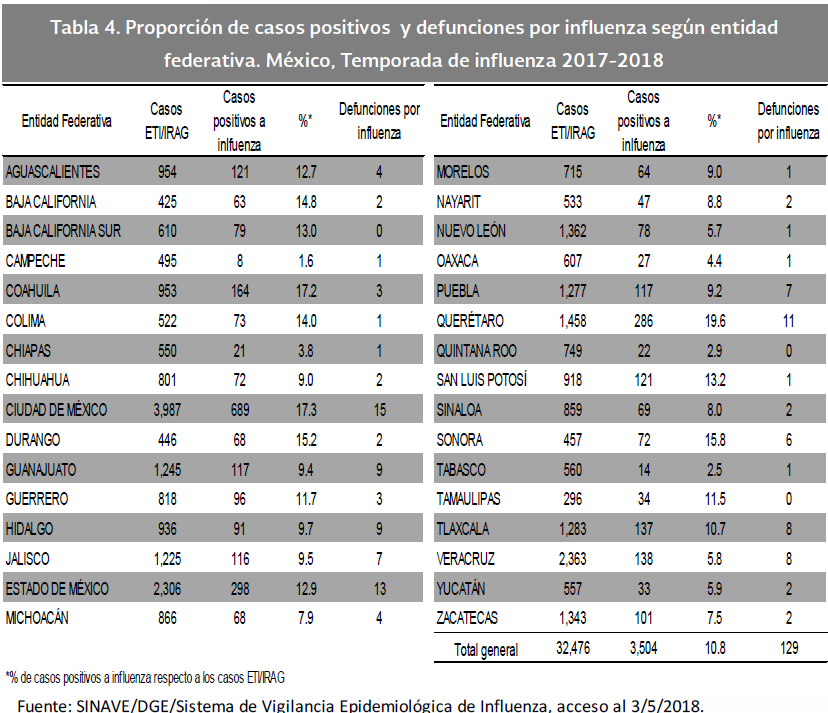 Tabla 4. Proporción de casos positivos y defunciones por influenza según entidad
federativa. México, Temporada de influenza 2017-2018
Entidad Federativa Casos ETI/IRAG Casos positivos a inlfuenza %* Defunciones por influenza
AGUASCALIENTES 954 121 12.7 4
BAJA CALIFORNIA 425 63 14.8 2
BAJA CALIFORNIA SUR 610 79 13.0 0
CAMPECHE 495 8 1.6 1
COAHUILA 953 164 17.2 3
COLIMA 522 73 14.0 1
CHIAPAS 550 21 3.8 1
CHIHUAHUA 801 72 9.0 2
CIUDAD DE MÉXICO 3,987 689 17.3 15
DURANGO 446 68 15.2 2
GUANAJUATO 1,245 117 9.4 9
GUERRERO 818 96 11.7 3
HIDALGO 936 91 9.7 9
JALISCO 1,225 116 9.5 7
ESTADO DE MÉXICO 2,306 298 12.9 13
MICHOACÁN 866 68 7.9 4
Entidad Federativa Casos ETI/IRAG Casos positivos a inlfuenza %* Defunciones por influenza
MORELOS 715 64 9.0 1
NAYARIT 533 47 8.8 2
NUEVO LEÓN 1,362 78 5.7 1
OAXACA 607 27 4.4 1
PUEBLA 1,277 117 9.2 7
QUERÉTARO 1,458 286 19.6 11
QUINTANA ROO 749 22 2.9 0
SAN LUIS POTOSÍ 918 121 13.2 1
SINALOA 859 69 8.0 2
SONORA 457 72 15.8 6
TABASCO 560 14 2.5 1
TAMAULIPAS 296 34 11.5 0
TLAXCALA 1,283 137 10.7 8
VERACRUZ 2,363 138 5.8 8
YUCATÁN 557 33 5.9 2
ZACATECAS 1,343 101 7.5 2
Total general 32,476 3,504 10.8 129
*% de casos positivos a influenza respecto a los casos ETI/IRAG
Fuente: SINAVE/DGE/Sistema de Vigilancia Epidemiológica de Influenza, acceso al 3/5/2018.